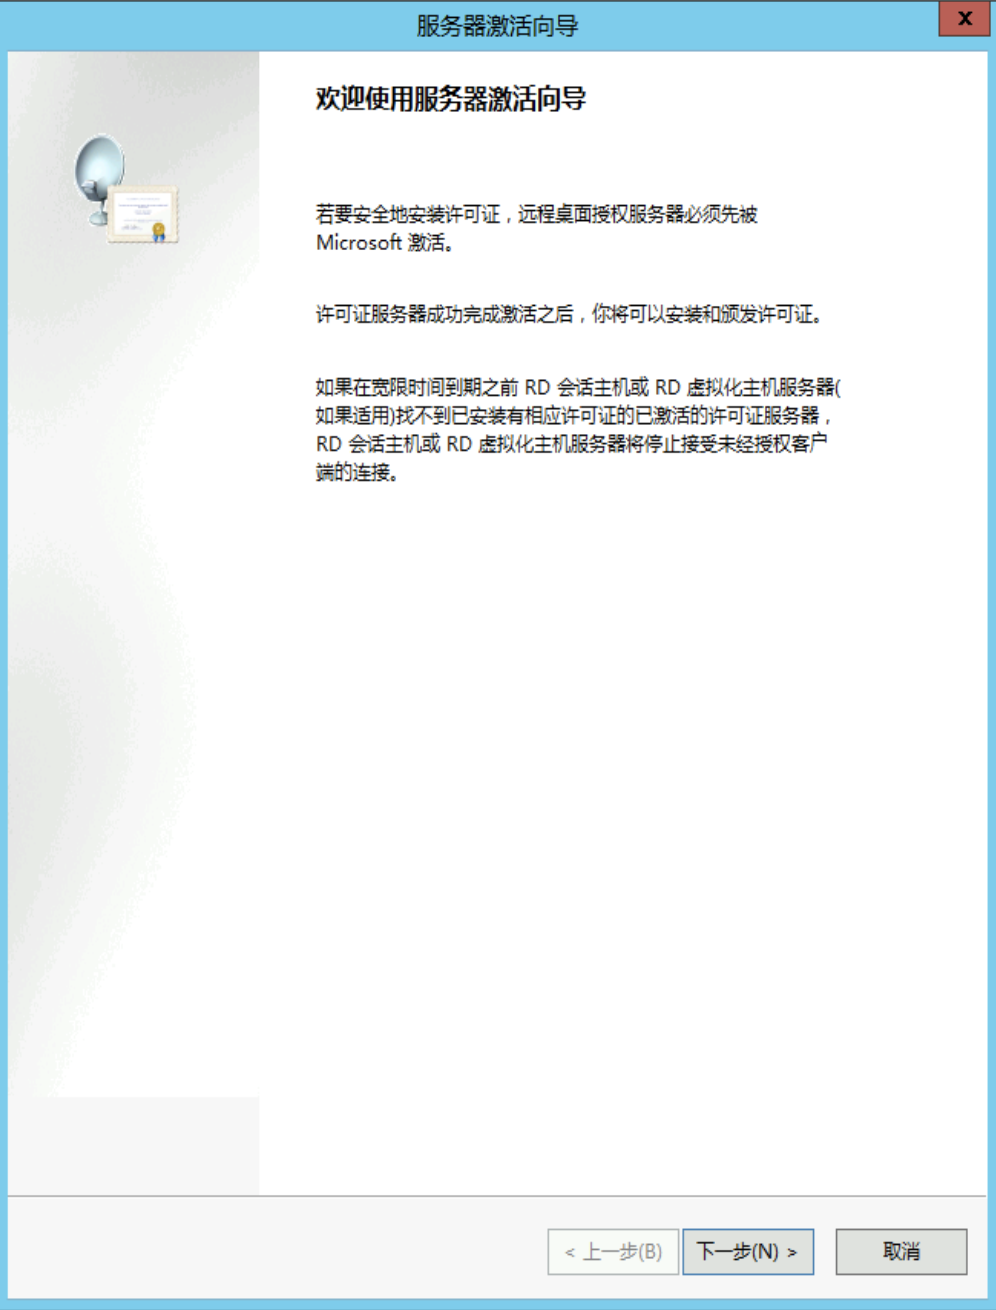 服务器激活向导
x
欢迎使用服务器激活向导
若要安全地安装许可证，远程桌面授权服务器必须先被
Microsoft 激活。
许可证服务器成功完成激活之后，你将可以安装和颁发许可证。
如果在宽限时间到期之前 RD 会话主机或 RD 虚拟化主机服务器(
如果适用)找不到已安装有相应许可证的已激活的许可证服务器，
RD 会话主机或 RD 虚拟化主机服务器将停止接受未经授权客户
端的连接。
< 上一步(B) 下一步(N) > 取消